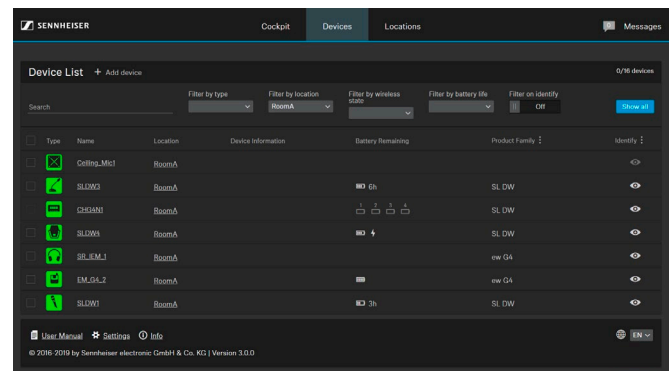 SENNHEISER Cockpit Devices Locations Messages
Device List + Add device 0/16 devices
Filter by type Filter by location Filter by wireless state Filter by battery life Filter on identify
Search RoomA Off Show all
Type Name Location Device Information Battery Remaining Product Family Identify
Ceiling_Mic1 RoomA
SLDW3 RoomA 6h SL DW
CHG4N1 RoomA 1 2 3 4 SL DW
SLDW4 RoomA SL DW
SR_IEM_1 RoomA ew G4
EM_G4_2 RoomA ew G4
SLDW1 RoomA 3h SL DW
User Manual Settings Info EN
© 2016-2019 by Sennheiser electronic GmbH & Co. KG | Version 3.0.0